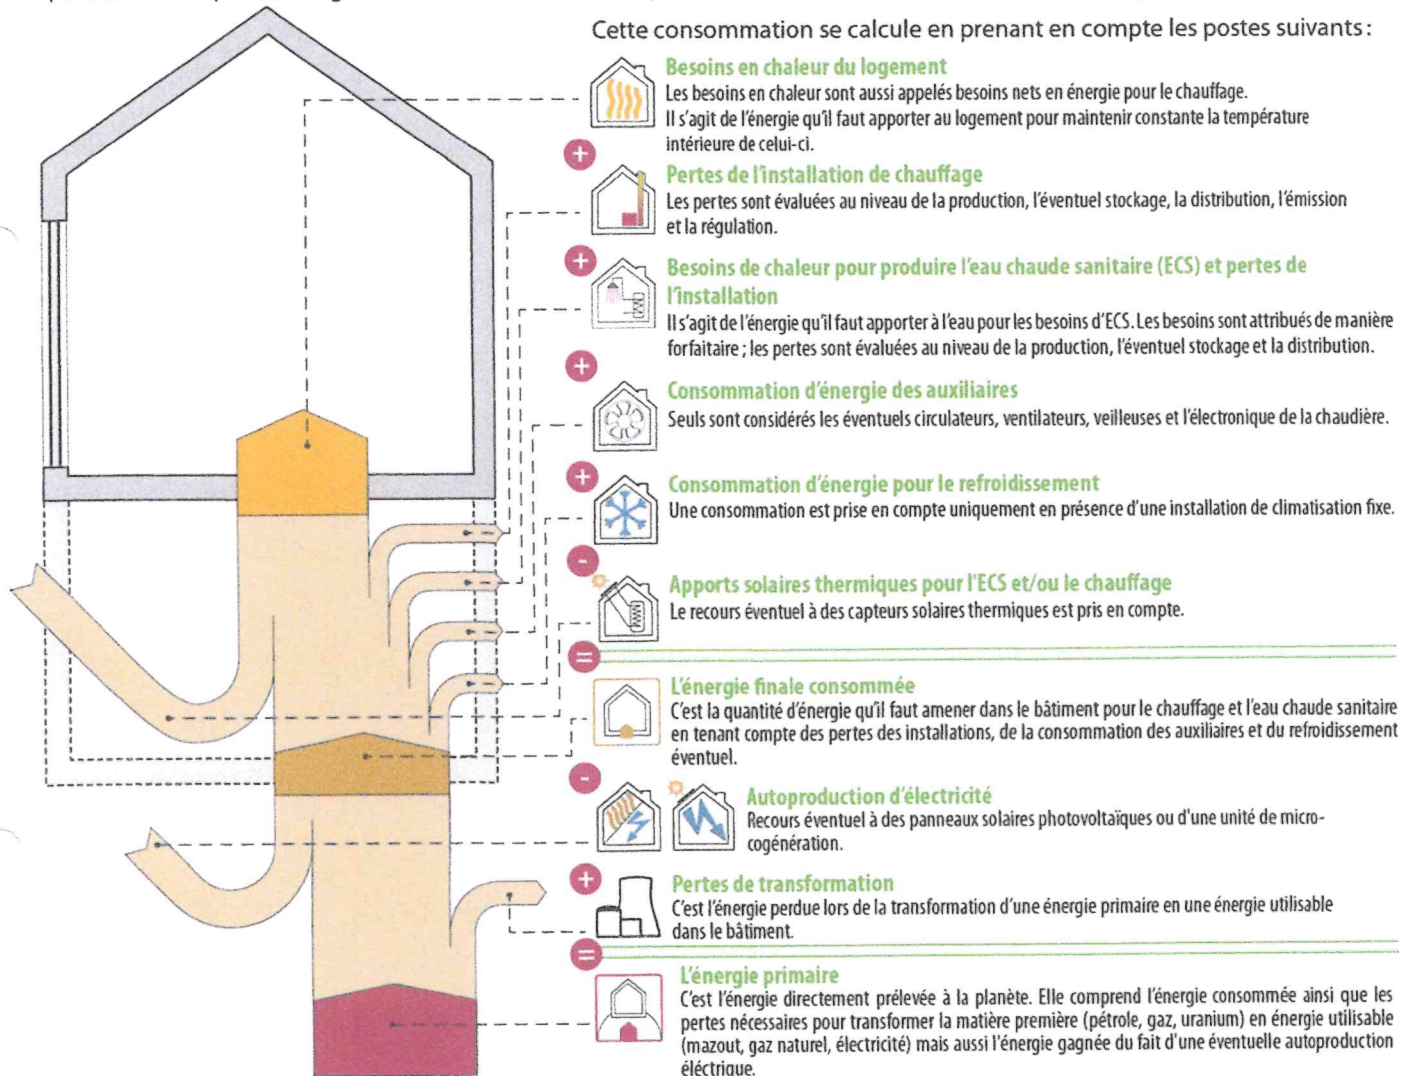 Cette consommation se calcule en prenant en compte les postes suivants :
Besoins en chaleur du logement
Les besoins en chaleur sont aussi appelés besoins nets en énergie pour le chauffage.
Il s'agit de l'énergie qu'il faut apporter au logement pour maintenir constante la température
intérieure de celui-ci.
+
Pertes de l'installation de chauffage
Les pertes sont évaluées au niveau de la production, l'éventuel stockage, la distribution, l'émission
et la régulation.
+
Besoins de chaleur pour produire l'eau chaude sanitaire (ECS) et pertes de
l'installation
Il s'agit de l'énergie qu'il faut apporter à l'eau pour les besoins d'ECS. Les besoins sont attribués de manière
forfaitaire ; les pertes sont évaluées au niveau de la production, l'éventuel stockage et la distribution.
+
Consommation d'énergie des auxiliaires
Seuls sont considérés les éventuels circulateurs, ventilateurs, veilleuses et l'électronique de la chaudière.
+
Consommation d'énergie pour le refroidissement
Une consommation est prise en compte uniquement en présence d'une installation de climatisation fixe.
-
Apports solaires thermiques pour l'ECS et/ou le chauffage
Le recours éventuel à des capteurs solaires thermiques est pris en compte.
=
L'énergie finale consommée
C'est la quantité d'énergie qu'il faut amener dans le bâtiment pour le chauffage et l'eau chaude sanitaire
en tenant compte des pertes des installations, de la consommation des auxiliaires et du refroidissement
éventuel.
-
Autoproduction d'électricité
Recours éventuel à des panneaux solaires photovoltaïques ou d'une unité de micro-
cogénération.
+
Pertes de transformation
C'est l'énergie perdue lors de la transformation d'une énergie primaire en une énergie utilisable
dans le bâtiment.
=
L'énergie primaire
C'est l'énergie directement prélevée à la planète. Elle comprend l'énergie consommée ainsi que les
pertes nécessaires pour transformer la matière première (pétrole, gaz, uranium) en énergie utilisable
(mazout, gaz naturel, électricité) mais aussi l'énergie gagnée du fait d'une éventuelle autoproduction
éléctrique.